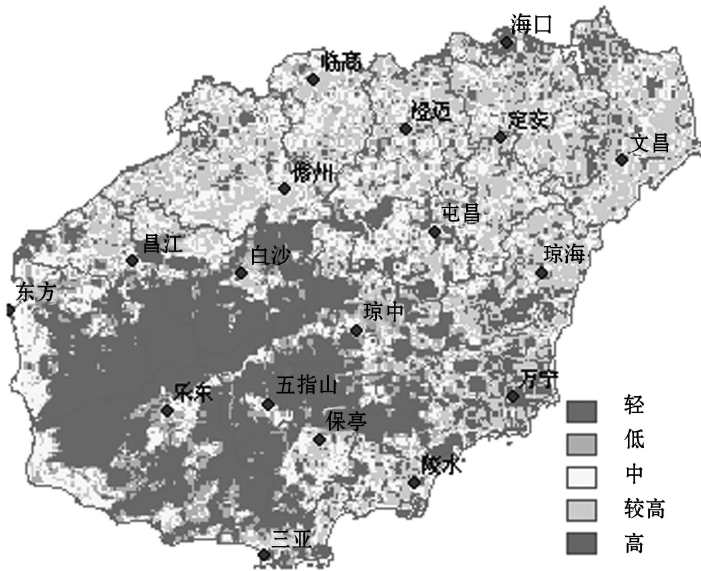 海口
临高
澄迈
定安
文昌
儋州
屯昌
昌江
白沙
琼海
东方
琼中
乐东
五指山
万宁
保亭
陵水
三亚
轻
低
中
较高
高